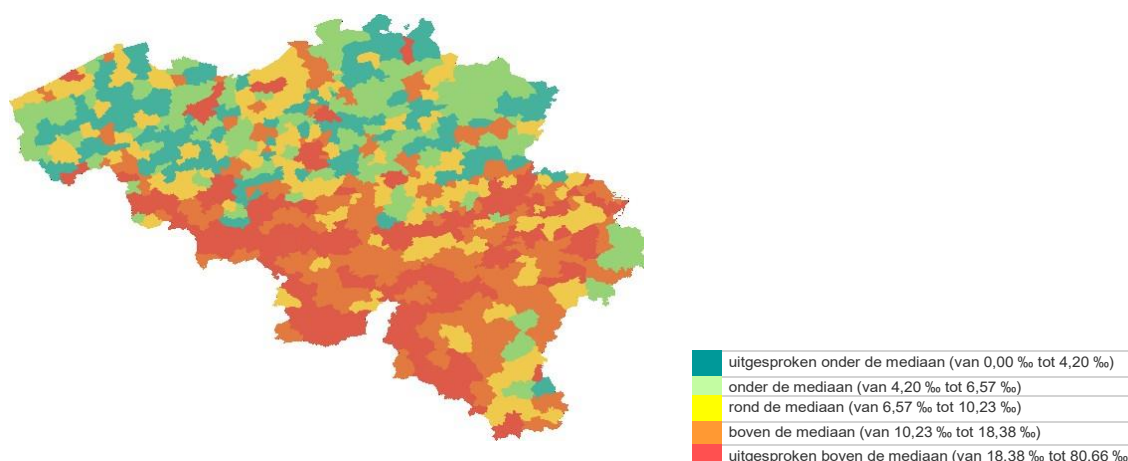 uitgesproken onder de mediaan (van 0,00 ‰ tot 4,20 ‰)
onder de mediaan (van 4,20 ‰ tot 6,57 ‰)
rond de mediaan (van 6,57 ‰ tot 10,23 ‰)
boven de mediaan (van 10,23 ‰ tot 18,38 ‰)
uitgesproken boven de mediaan (van 18,38 ‰ tot 80,66 ‰